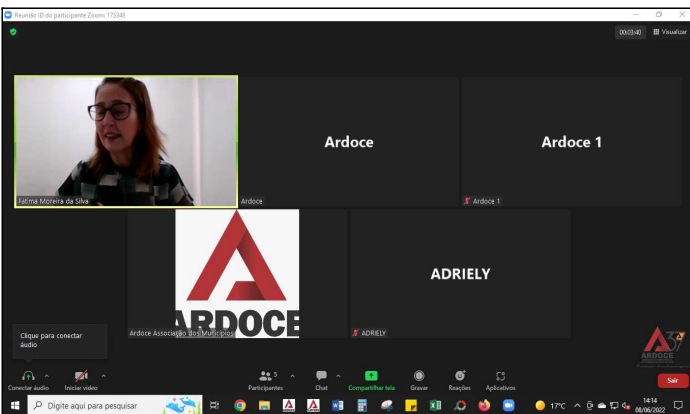 Reunião ID do participante Zoom: 175348
00:03:40
Visualizar
Ardoce
Ardoce 1
Fátima Moreira da Silva
Ardoce
Ardoce 1
ARDOCE
ADRIELY
Ardoce Associação dos Municípios
ADRIELY
Clique para conectar
áudio
37
ARDOCE
Conectar áudio
Iniciar vídeo
5
Participantes
Chat
Compartilhar tela
Gravar
Reações
Aplicativos
Sair
Digite aqui para pesquisar
17°C
14:14
08/06/2022